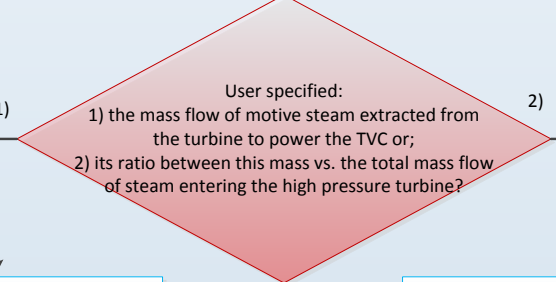 User specified:
1)
2)
1) the mass flow of motive steam extracted from
the turbine to power the TVC or;
2) its ratio between this mass vs. the total mass flow
of steam entering the high pressure turbine?